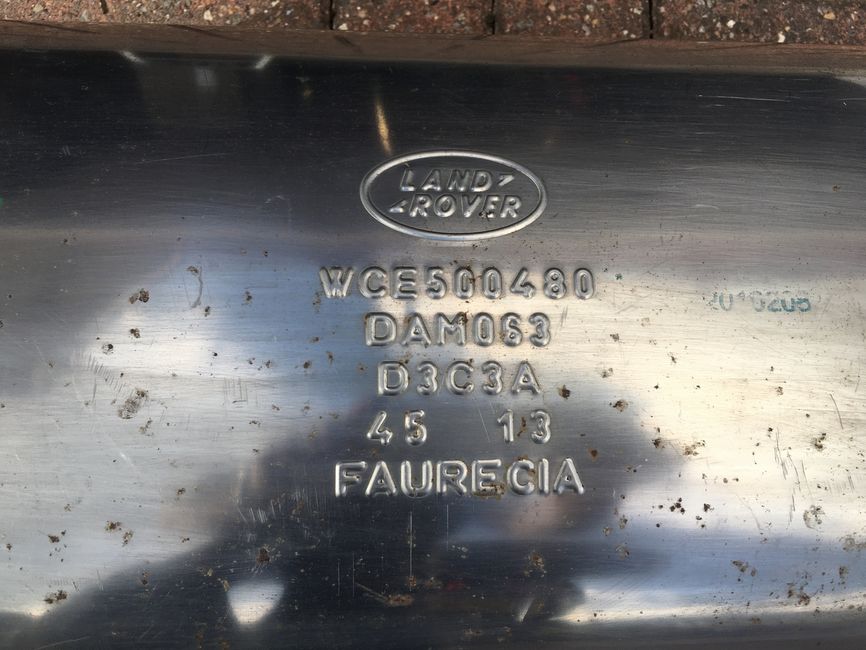 LAND
ROVER
WCE500480
DAM063
D3C3A
45 13
FAURECIA